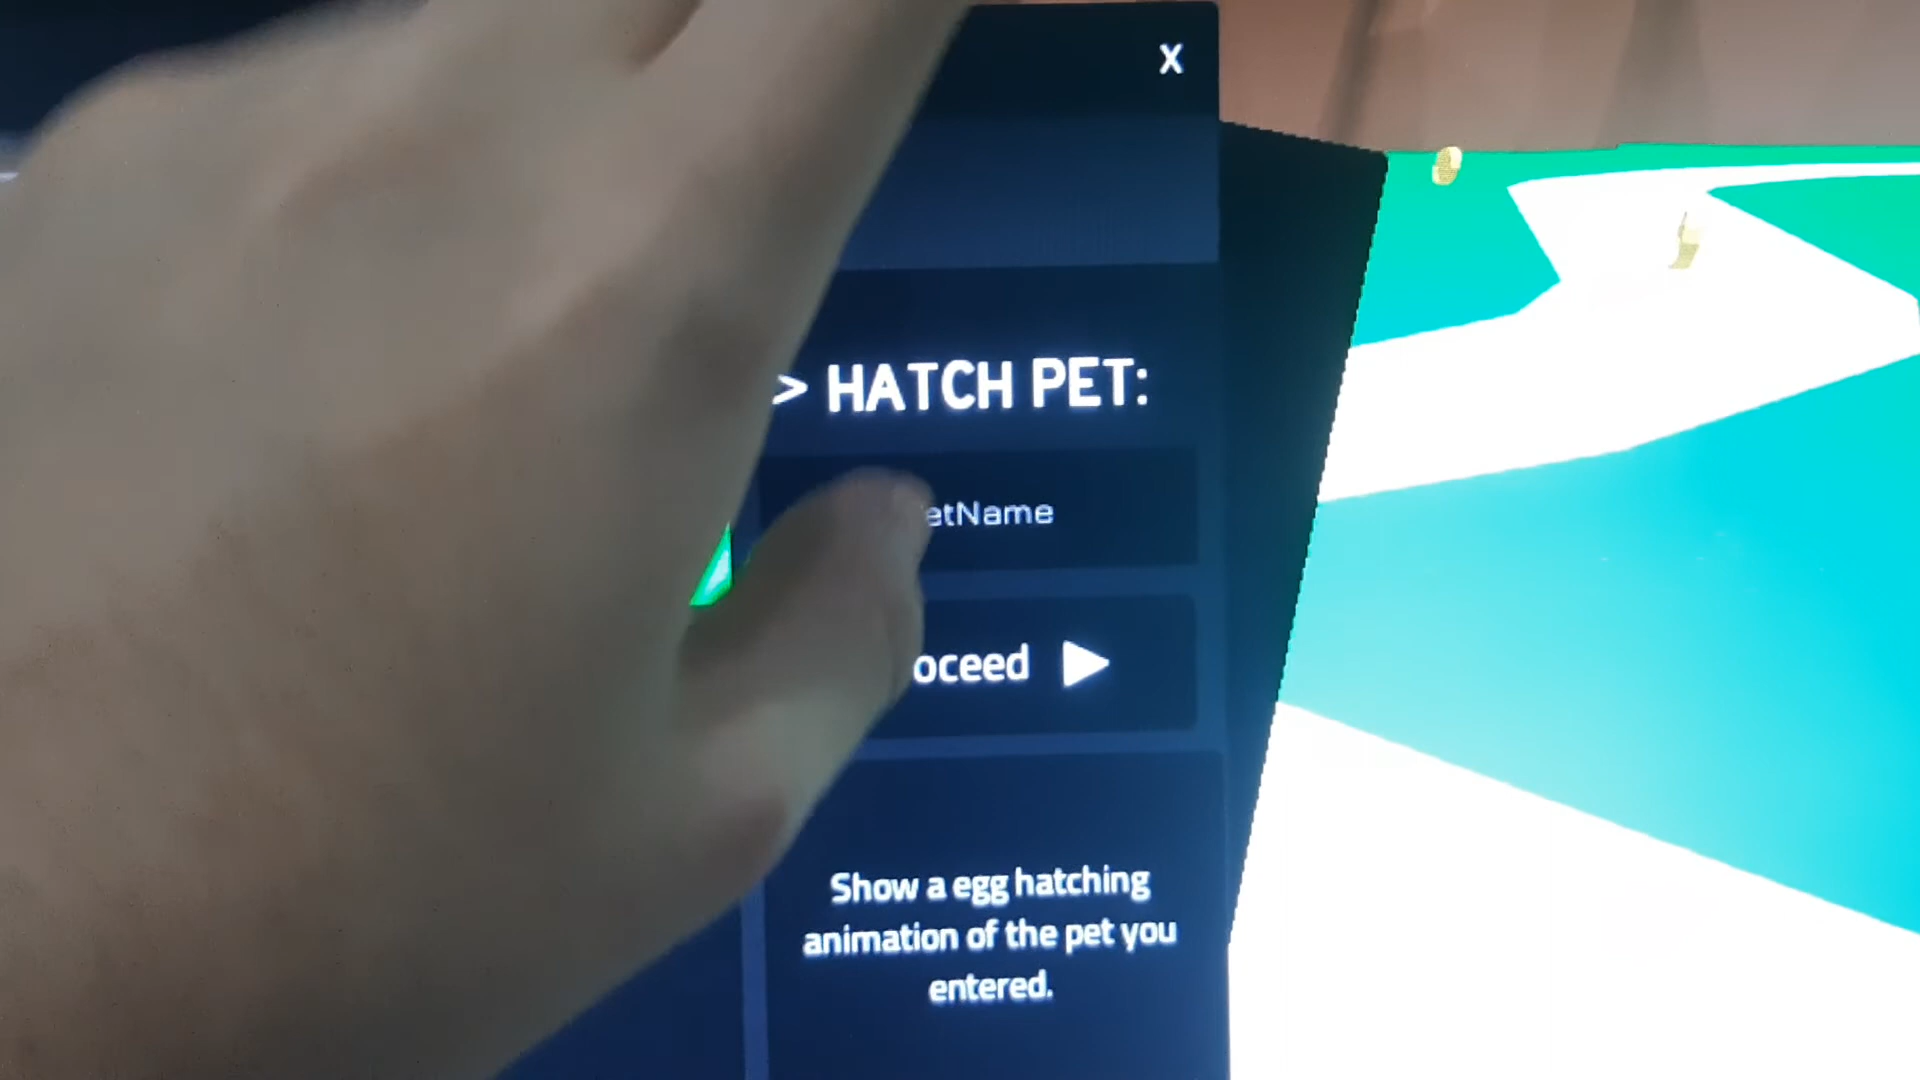 X
> HATCH PET:
etName
oceed
Show a egg hatching
animation of the pet you
entered.